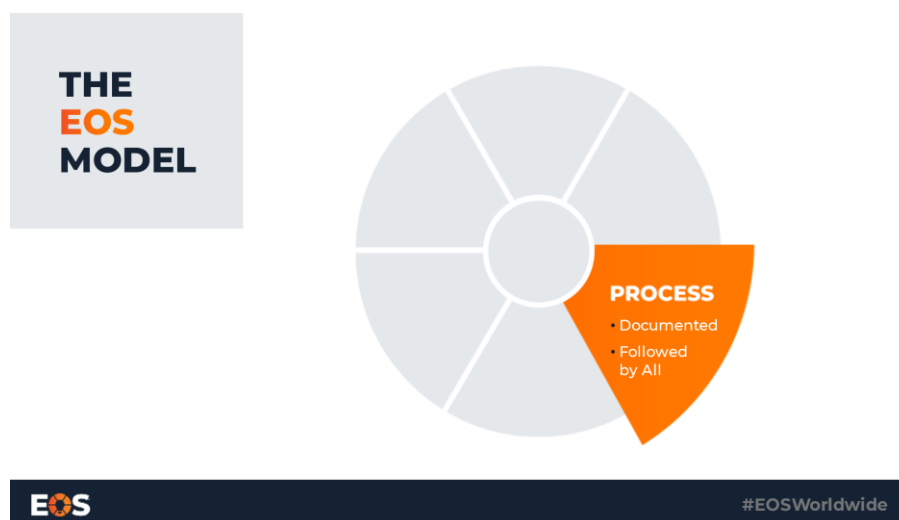 THE
EOS
MODEL
PROCESS
• Documented
• Followed
by All
EOS
#EOSWorldwide